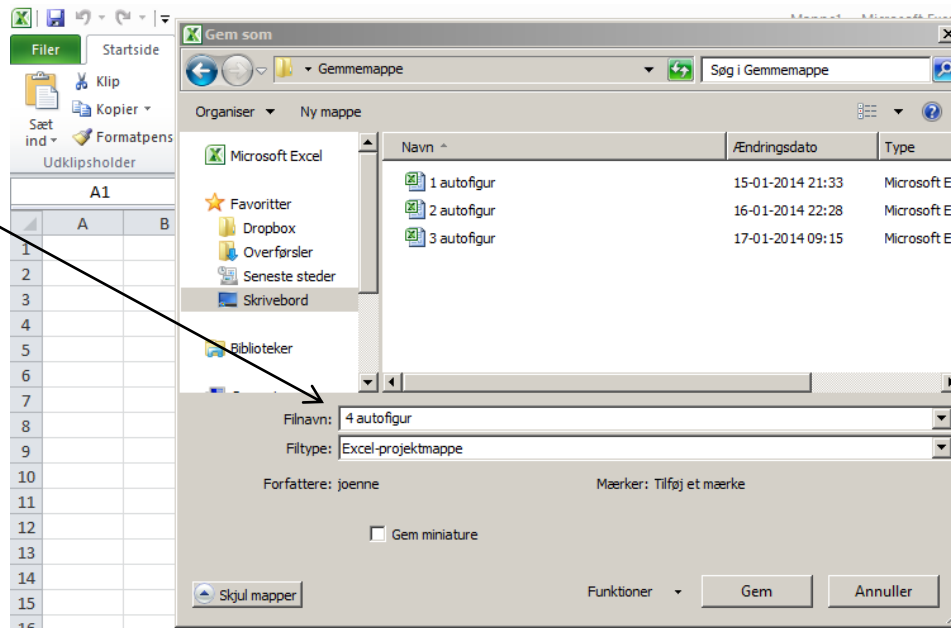 Mappe1 - Microsoft Exce
Filer Startside
Klip
Kopier
Formatpens
Sæt
ind
Udklipsholder
A1
A B
1
2
3
4
5
6
7
8
9
10
11
12
13
14
15
16
Gem som
Gemmemappe
Søg i Gemmemappe
Organiser Ny mappe
Microsoft Excel
Favoritter
Dropbox
Overførsler
Seneste steder
Skrivebord
Biblioteker
Navn Ændringsdato Type
1 autofigur 15-01-2014 21:33 Microsoft E
2 autofigur 16-01-2014 22:28 Microsoft E
3 autofigur 17-01-2014 09:15 Microsoft E
Filnavn: 4 autofigur
Filtype: Excel-projektmappe
Forfattere: joenne Mærker: Tilføj et mærke
Gem miniature
Skjul mapper Funktioner Gem Annuller